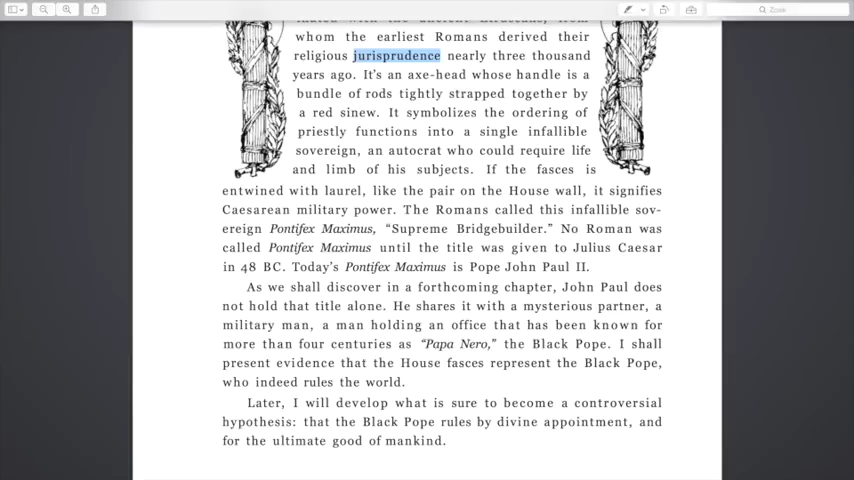 Zoek
mated with the ancient Etruscans, from
whom the earliest Romans derived their
religious jurisprudence nearly three thousand
years ago. It's an axe-head whose handle is a
bundle of rods tightly strapped together by
a red sinew. It symbolizes the ordering of
priestly functions into a single infallible
sovereign, an autocrat who could require life
and limb of his subjects. If the fasces is
entwined with laurel, like the pair on the House wall, it signifies
Caesarean military power. The Romans called this infallible sov-
ereign Pontifex Maximus, “Supreme Bridgebuilder.” No Roman was
called Pontifex Maximus until the title was given to Julius Caesar
in 48 BC. Today's Pontifex Maximus is Pope John Paul II.
As we shall discover in a forthcoming chapter, John Paul does
not hold that title alone. He shares it with a mysterious partner, a
military man, a man holding an office that has been known for
more than four centuries as “Papa Nero,” the Black Pope. I shall
present evidence that the House fasces represent the Black Pope,
who indeed rules the world.
Later, I will develop what is sure to become a controversial
hypothesis: that the Black Pope rules by divine appointment, and
for the ultimate good of mankind.